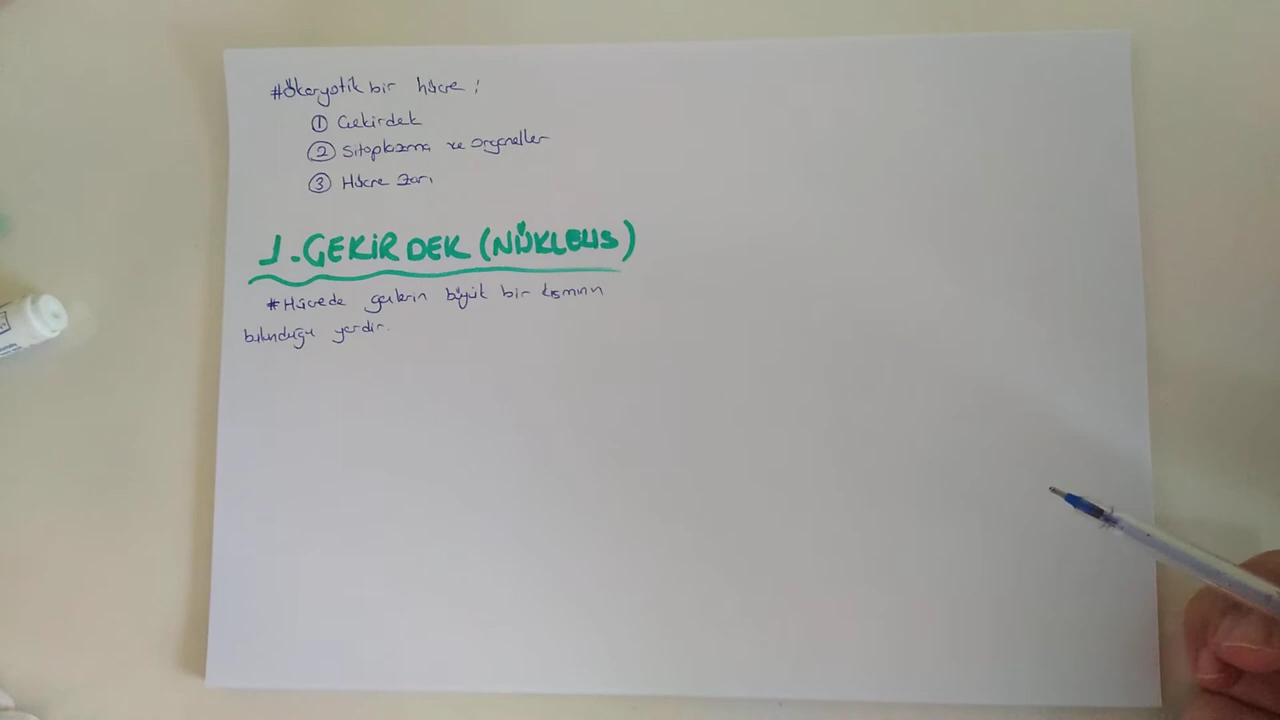 #Ökaryotik bir hücre:
① Çekirdek
② Sitoplazma ve organeller
③ Hücre zarı
1.ÇEKİRDEK (NÜKLEUS)
#Hücrede genlerin büyük bir kısmının
bulunduğu yerdir.